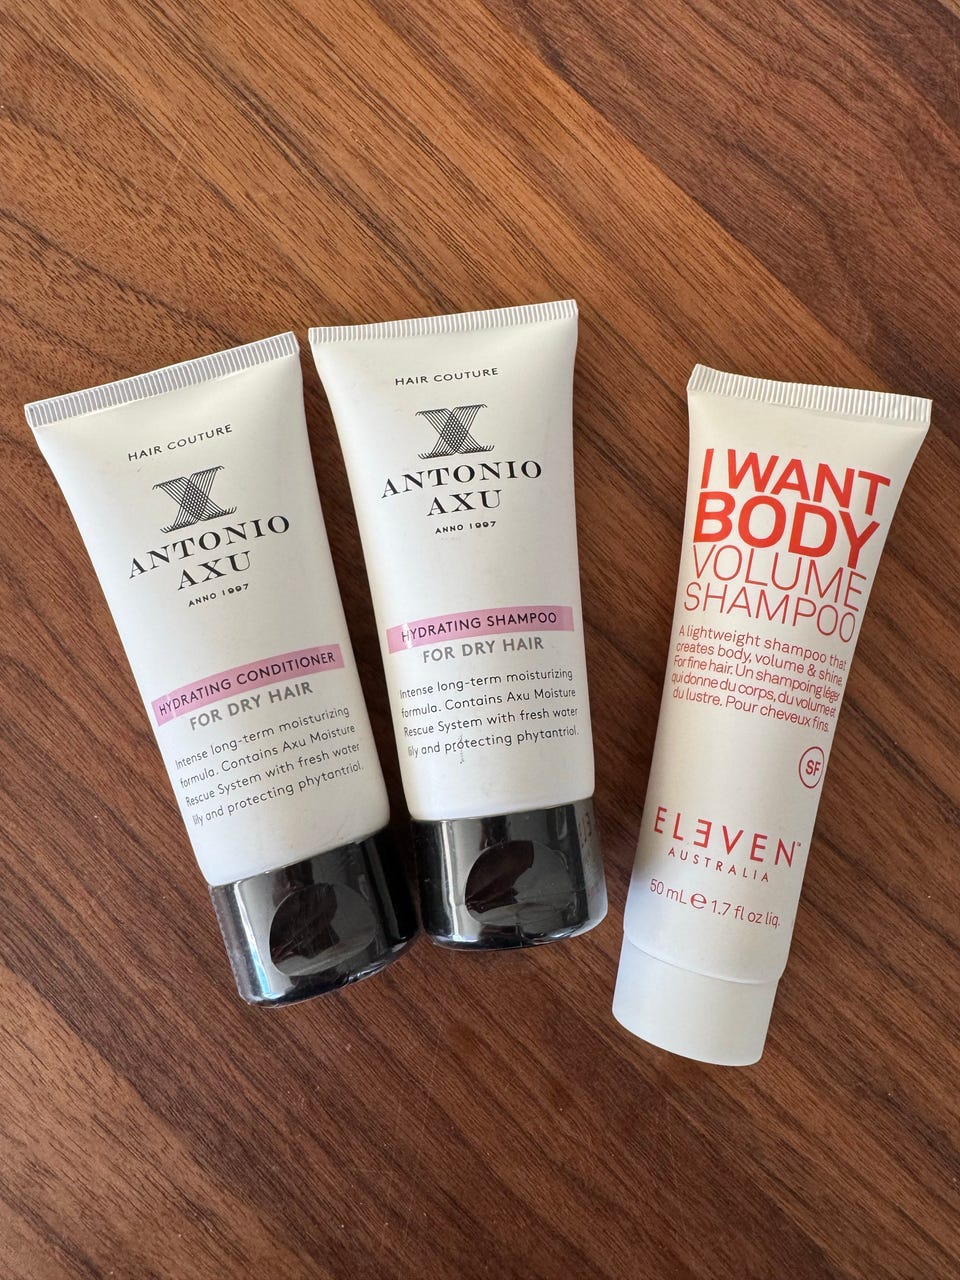 HAIR COUTURE
ANTONIO
AXU
ANNO 1997
HYDRATING CONDITIONER
FOR DRY HAIR
Intense long-term moisturizing
formula. Contains Axu Moisture
Rescue System with fresh water
lily and protecting phytantriol.
HAIR COUTURE
ANTONIO
AXU
ANNO 1997
HYDRATING SHAMPOO
FOR DRY HAIR
Intense long-term moisturizing
formula. Contains Axu Moisture
Rescue System with fresh water
lily and protecting phytantriol.
I WANT
BODY
VOLUME
SHAMPOO
A lightweight shampoo that
creates body, volume & shine.
For fine hair. Un shampoing léger
qui donne du corps, du volume et
du lustre. Pour cheveux fins.
SF
ELEVEN™
AUSTRALIA
50 mL ℮ 1.7 fl oz liq.